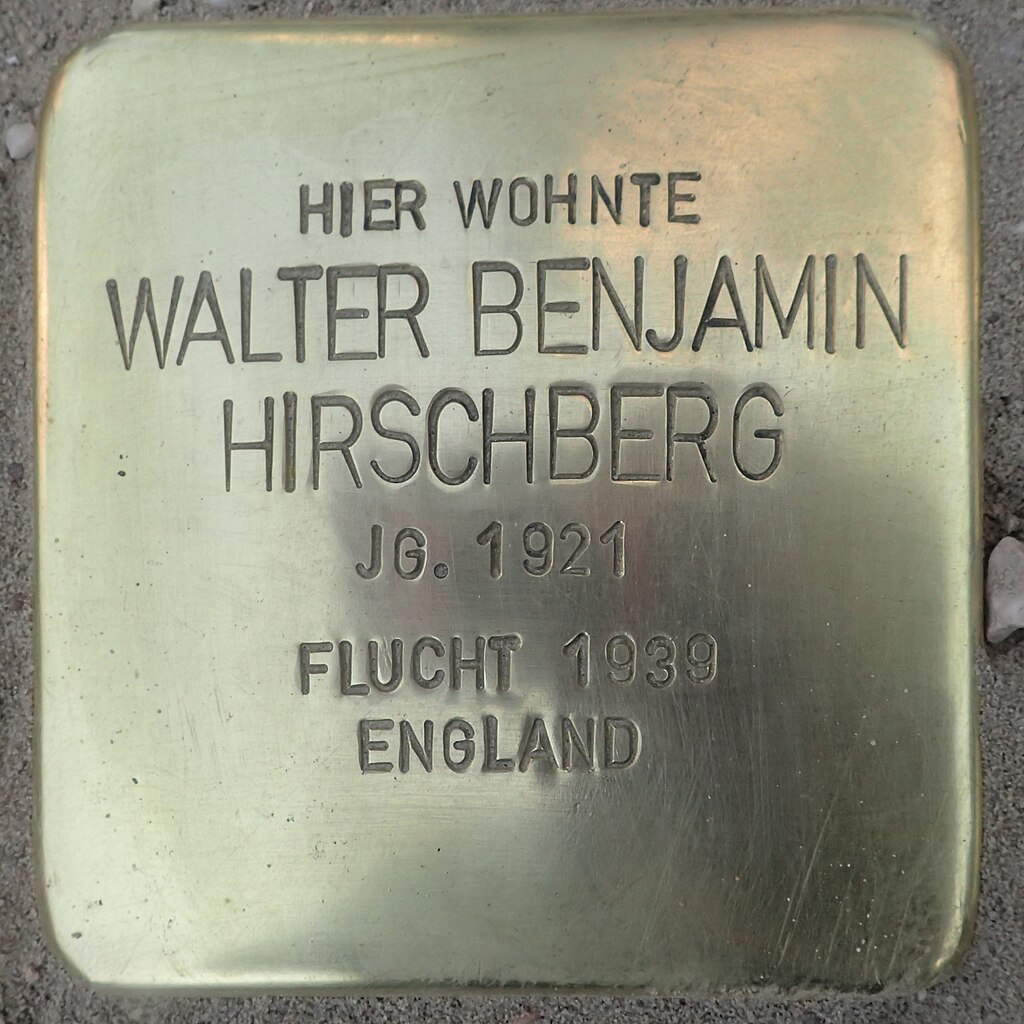 HIER WOHNTE
WALTER BENJAMIN
HIRSCHBERG
JG. 1921
FLUCHT 1939
ENGLAND